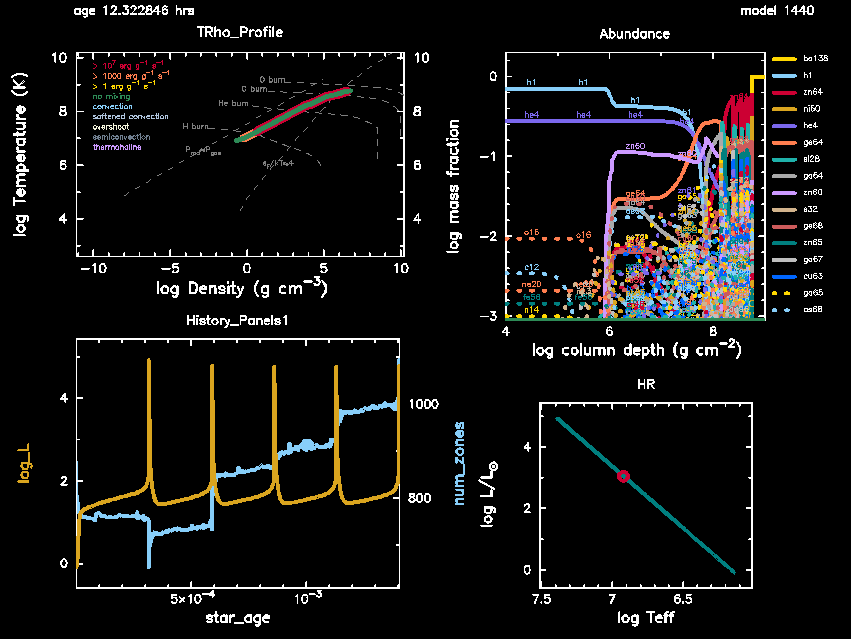 age 12.322846 hrs
model 1440
TRho_Profile
> 10⁷ erg g⁻¹ s⁻¹
> 1000 erg g⁻¹ s⁻¹
> 1 erg g⁻¹ s⁻¹
no mixing
convection
softened convection
overshoot
semiconvection
thermohaline
O burn
C burn
He burn
H burn
log Temperature (K)
10
8
6
4
10
8
6
4
−10
−5
0
5
10
log Density (g cm⁻³)
Abundance
log mass fraction
0
−1
−2
−3
4
6
8
log column depth (g cm⁻²)
h1
h1
he4
he4
he4
zn60
ge64
o16
o16
c12
ne20
fe56
n14
ba138
h1
zn64
ni60
he4
ge64
si28
ga64
zn60
s32
ge68
zn65
ge67
cu63
ga65
as68
History_Panels1
log_L
4
2
0
1000
800
num_zones
5×10⁻⁴
10⁻³
star_age
HR
log L/L⊙
4
2
0
7.5
7
6.5
log Teff